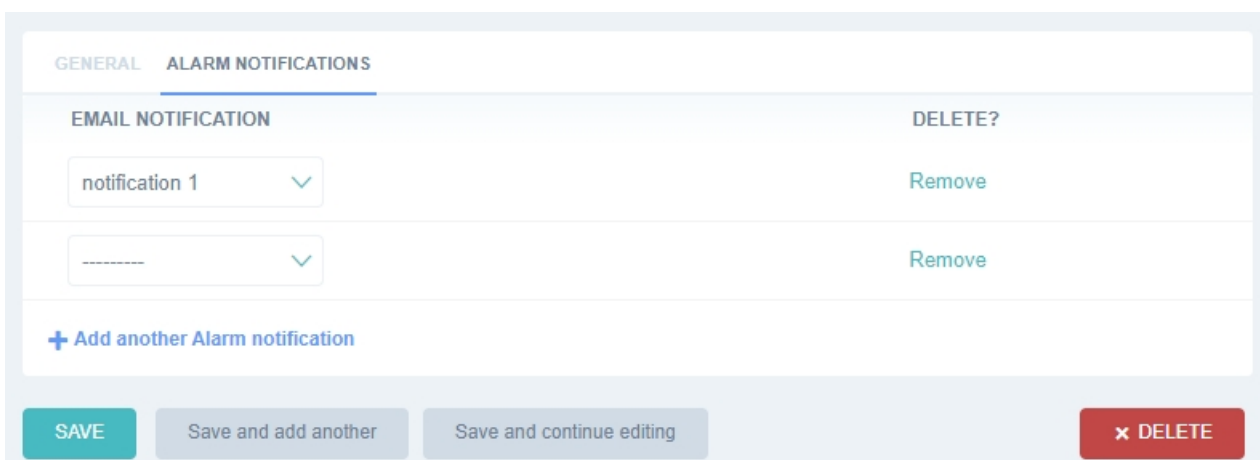 GENERAL ALARM NOTIFICATIONS
EMAIL NOTIFICATION DELETE?
notification 1 Remove
--------- Remove
+ Add another Alarm notification
SAVE Save and add another Save and continue editing × DELETE